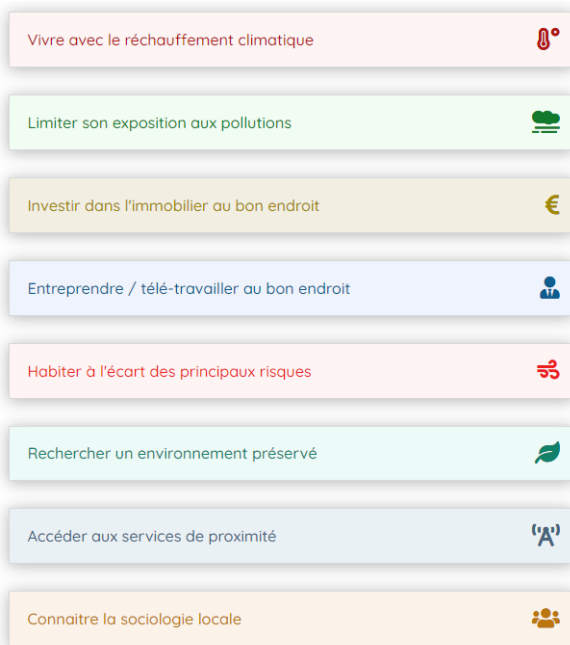 Vivre avec le réchauffement climatique
Limiter son exposition aux pollutions
Investir dans l'immobilier au bon endroit
€
Entreprendre / télé-travailler au bon endroit
Habiter à l'écart des principaux risques
Rechercher un environnement préservé
Accéder aux services de proximité
Connaitre la sociologie locale